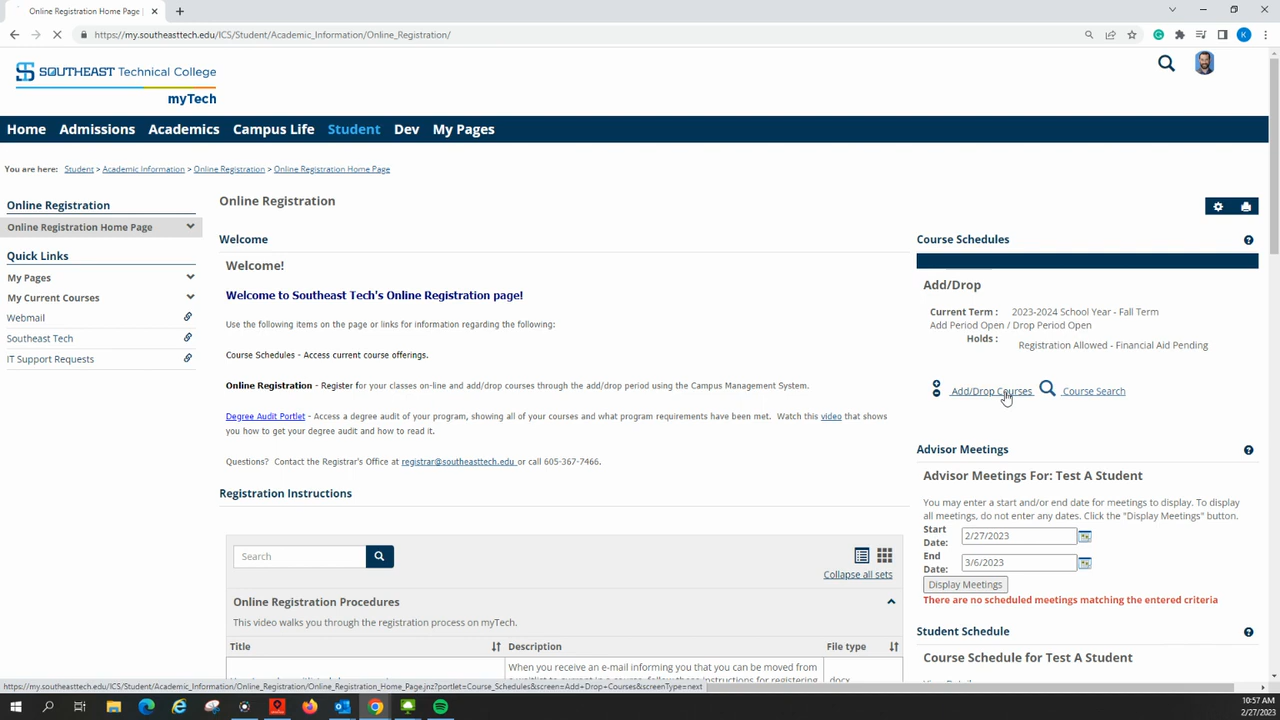 Online Registration Home Page |
https://my.southeasttech.edu/ICS/Student/Academic_Information/Online_Registration/
K
SOUTHEAST Technical College
myTech
Home Admissions Academics Campus Life Student Dev My Pages
You are here: Student > Academic Information > Online Registration > Online Registration Home Page
Online Registration
Online Registration Home Page
Quick Links
My Pages
My Current Courses
Webmail
Southeast Tech
IT Support Requests
Online Registration
Welcome
Welcome!
Welcome to Southeast Tech's Online Registration page!
Use the following items on the page or links for information regarding the following:
Course Schedules - Access current course offerings.
Online Registration - Register for your classes on-line and add/drop courses through the add/drop period using the Campus Management System.
Degree Audit Portlet - Access a degree audit of your program, showing all of your courses and what program requirements have been met. Watch this video that shows
you how to get your degree audit and how to read it.
Questions? Contact the Registrar's Office at registrar@southeasttech.edu or call 605-367-7466.
Registration Instructions
Search
Collapse all sets
Online Registration Procedures
This video walks you through the registration process on myTech.
Title Description File type
When you receive an e-mail informing you that you can be moved from
docx
Course Schedules
Add/Drop
Current Term : 2023-2024 School Year - Fall Term
Add Period Open / Drop Period Open
Holds :
Registration Allowed - Financial Aid Pending
Add/Drop Courses Course Search
Advisor Meetings
Advisor Meetings For: Test A Student
You may enter a start and/or end date for meetings to display. To display
all meetings, do not enter any dates. Click the "Display Meetings" button.
Start
Date: 2/27/2023
End
Date: 3/6/2023
Display Meetings
There are no scheduled meetings matching the entered criteria
Student Schedule
Course Schedule for Test A Student
https://my.southeasttech.edu/ICS/Student/Academic_Information/Online_Registration/Online_Registration_Home_Page.jnz?portlet=Course_Schedules&screen=Add+Drop+Courses&screenType=next
10:57 AM
2/27/2023